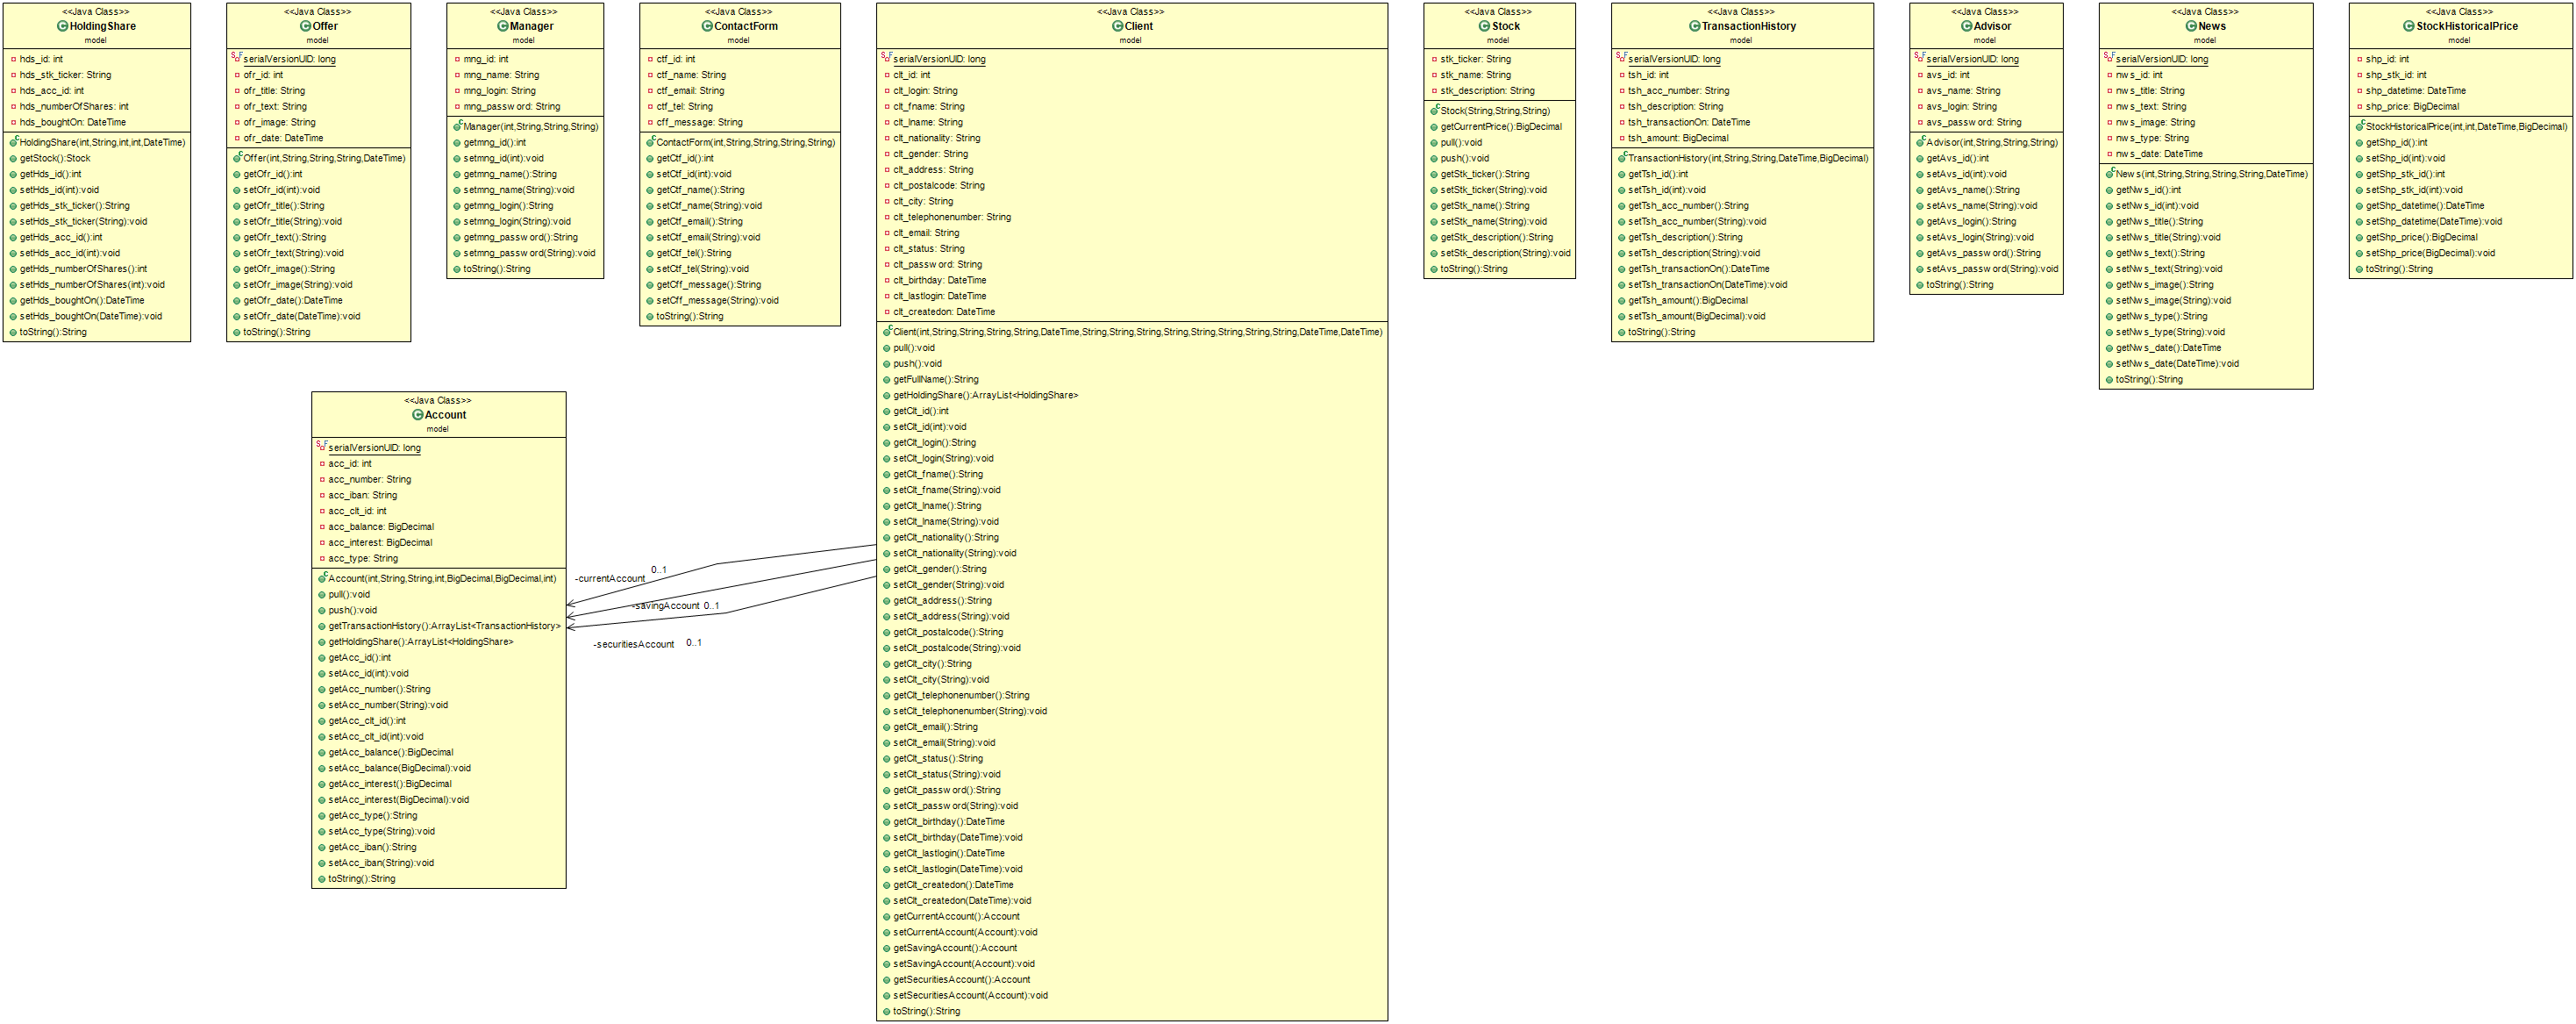 <<Java Class>>
HoldingShare
model
hds_id: int
hds_stk_ticker: String
hds_acc_id: int
hds_numberOfShares: int
hds_boughtOn: DateTime
HoldingShare(int,String,int,int,DateTime)
getStock():Stock
getHds_id():int
setHds_id(int):void
getHds_stk_ticker():String
setHds_stk_ticker(String):void
getHds_acc_id():int
setHds_acc_id(int):void
getHds_numberOfShares():int
setHds_numberOfShares(int):void
getHds_boughtOn():DateTime
setHds_boughtOn(DateTime):void
toString():String
<<Java Class>>
Offer
model
serialVersionUID: long
ofr_id: int
ofr_title: String
ofr_text: String
ofr_image: String
ofr_date: DateTime
Offer(int,String,String,String,DateTime)
getOfr_id():int
setOfr_id(int):void
getOfr_title():String
setOfr_title(String):void
getOfr_text():String
setOfr_text(String):void
getOfr_image():String
setOfr_image(String):void
getOfr_date():DateTime
setOfr_date(DateTime):void
toString():String
<<Java Class>>
Manager
model
mng_id: int
mng_name: String
mng_login: String
mng_password: String
Manager(int,String,String,String)
getmng_id():int
setmng_id(int):void
getmng_name():String
setmng_name(String):void
getmng_login():String
setmng_login(String):void
getmng_password():String
setmng_password(String):void
toString():String
<<Java Class>>
ContactForm
model
ctf_id: int
ctf_name: String
ctf_email: String
ctf_tel: String
cff_message: String
ContactForm(int,String,String,String,String)
getCtf_id():int
setCtf_id(int):void
getCtf_name():String
setCtf_name(String):void
getCtf_email():String
setCtf_email(String):void
getCtf_tel():String
setCtf_tel(String):void
getCff_message():String
setCff_message(String):void
toString():String
<<Java Class>>
Client
model
serialVersionUID: long
clt_id: int
clt_login: String
clt_fname: String
clt_lname: String
clt_nationality: String
clt_gender: String
clt_address: String
clt_postalcode: String
clt_city: String
clt_telephonenumber: String
clt_email: String
clt_status: String
clt_password: String
clt_birthday: DateTime
clt_lastlogin: DateTime
clt_createdon: DateTime
Client(int,String,String,String,String,DateTime,String,String,String,String,String,String,String,String,DateTime,DateTime)
pull():void
push():void
getFullName():String
getHoldingShare():ArrayList<HoldingShare>
getClt_id():int
setClt_id(int):void
getClt_login():String
setClt_login(String):void
getClt_fname():String
setClt_fname(String):void
getClt_lname():String
setClt_lname(String):void
getClt_nationality():String
setClt_nationality(String):void
getClt_gender():String
setClt_gender(String):void
getClt_address():String
setClt_address(String):void
getClt_postalcode():String
setClt_postalcode(String):void
getClt_city():String
setClt_city(String):void
getClt_telephonenumber():String
setClt_telephonenumber(String):void
getClt_email():String
setClt_email(String):void
getClt_status():String
setClt_status(String):void
getClt_password():String
setClt_password(String):void
getClt_birthday():DateTime
setClt_birthday(DateTime):void
getClt_lastlogin():DateTime
setClt_lastlogin(DateTime):void
getClt_createdon():DateTime
setClt_createdon(DateTime):void
getCurrentAccount():Account
setCurrentAccount(Account):void
getSavingAccount():Account
setSavingAccount(Account):void
getSecuritiesAccount():Account
setSecuritiesAccount(Account):void
toString():String
<<Java Class>>
Stock
model
stk_ticker: String
stk_name: String
stk_description: String
Stock(String,String,String)
getCurrentPrice():BigDecimal
pull():void
push():void
getStk_ticker():String
setStk_ticker(String):void
getStk_name():String
setStk_name(String):void
getStk_description():String
setStk_description(String):void
toString():String
<<Java Class>>
TransactionHistory
model
serialVersionUID: long
tsh_id: int
tsh_acc_number: String
tsh_description: String
tsh_transactionOn: DateTime
tsh_amount: BigDecimal
TransactionHistory(int,String,String,DateTime,BigDecimal)
getTsh_id():int
setTsh_id(int):void
getTsh_acc_number():String
setTsh_acc_number(String):void
getTsh_description():String
setTsh_description(String):void
getTsh_transactionOn():DateTime
setTsh_transactionOn(DateTime):void
getTsh_amount():BigDecimal
setTsh_amount(BigDecimal):void
toString():String
<<Java Class>>
Advisor
model
serialVersionUID: long
avs_id: int
avs_name: String
avs_login: String
avs_password: String
Advisor(int,String,String,String)
getAvs_id():int
setAvs_id(int):void
getAvs_name():String
setAvs_name(String):void
getAvs_login():String
setAvs_login(String):void
getAvs_password():String
setAvs_password(String):void
toString():String
<<Java Class>>
News
model
serialVersionUID: long
nws_id: int
nws_title: String
nws_text: String
nws_image: String
nws_type: String
nws_date: DateTime
News(int,String,String,String,String,DateTime)
getNws_id():int
setNws_id(int):void
getNws_title():String
setNws_title(String):void
getNws_text():String
setNws_text(String):void
getNws_image():String
setNws_image(String):void
getNws_type():String
setNws_type(String):void
getNws_date():DateTime
setNws_date(DateTime):void
toString():String
<<Java Class>>
StockHistoricalPrice
model
shp_id: int
shp_stk_id: int
shp_datetime: DateTime
shp_price: BigDecimal
StockHistoricalPrice(int,int,DateTime,BigDecimal)
getShp_id():int
setShp_id(int):void
getShp_stk_id():int
setShp_stk_id(int):void
getShp_datetime():DateTime
setShp_datetime(DateTime):void
getShp_price():BigDecimal
setShp_price(BigDecimal):void
toString():String
<<Java Class>>
Account
model
serialVersionUID: long
acc_id: int
acc_number: String
acc_iban: String
acc_clt_id: int
acc_balance: BigDecimal
acc_interest: BigDecimal
acc_type: String
Account(int,String,String,int,BigDecimal,BigDecimal,int)
pull():void
push():void
getTransactionHistory():ArrayList<TransactionHistory>
getHoldingShare():ArrayList<HoldingShare>
getAcc_id():int
setAcc_id(int):void
getAcc_number():String
setAcc_number(String):void
getAcc_clt_id():int
setAcc_clt_id(int):void
getAcc_balance():BigDecimal
setAcc_balance(BigDecimal):void
getAcc_interest():BigDecimal
setAcc_interest(BigDecimal):void
getAcc_type():String
setAcc_type(String):void
getAcc_iban():String
setAcc_iban(String):void
toString():String
-currentAccount 0..1
-savingAccount 0..1
-securitiesAccount 0..1